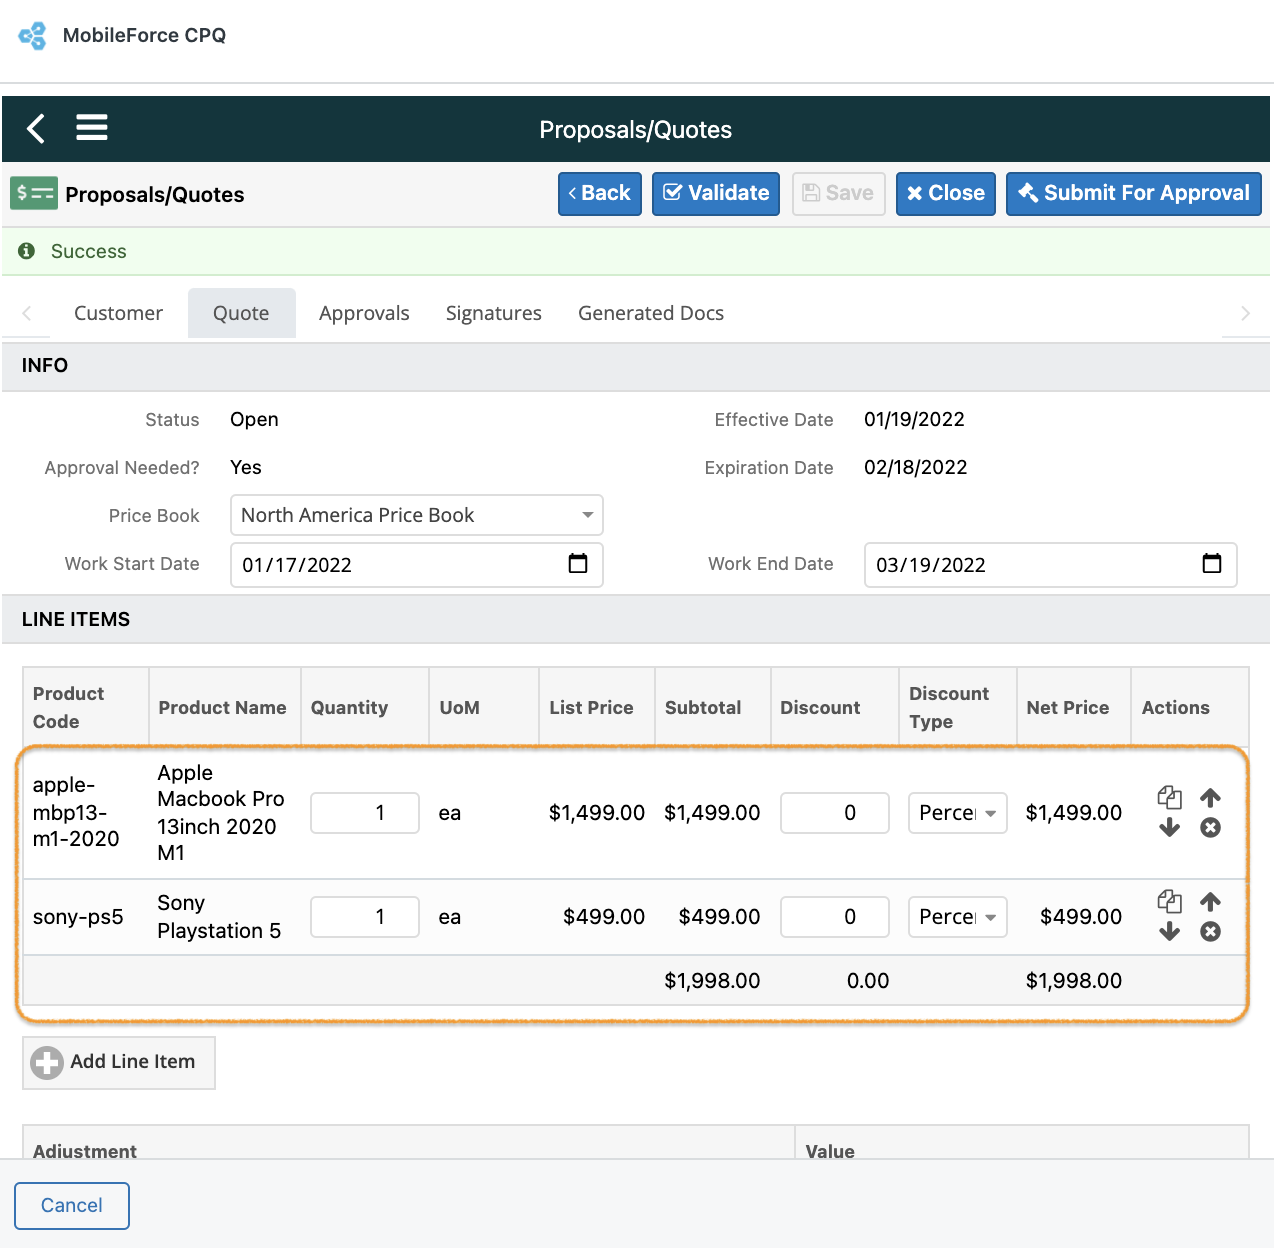 MobileForce CPQ
Proposals/Quotes
Proposals/Quotes
Back
Validate
Save
Close
Submit For Approval
Success
Customer
Quote
Approvals
Signatures
Generated Docs
INFO
Status Open
Effective Date 01/19/2022
Approval Needed? Yes
Expiration Date 02/18/2022
Price Book North America Price Book
Work Start Date 01/17/2022
Work End Date 03/19/2022
LINE ITEMS
Product
Code
Product Name
Quantity
UoM
List Price
Subtotal
Discount
Discount
Type
Net Price
Actions
apple-
mbp13-
m1-2020
Apple
Macbook Pro
13inch 2020
M1
1
ea
$1,499.00
$1,499.00
0
Perce
$1,499.00
sony-ps5
Sony
Playstation 5
1
ea
$499.00
$499.00
0
Perce
$499.00
$1,998.00
0.00
$1,998.00
Add Line Item
Adjustment
Value
Cancel